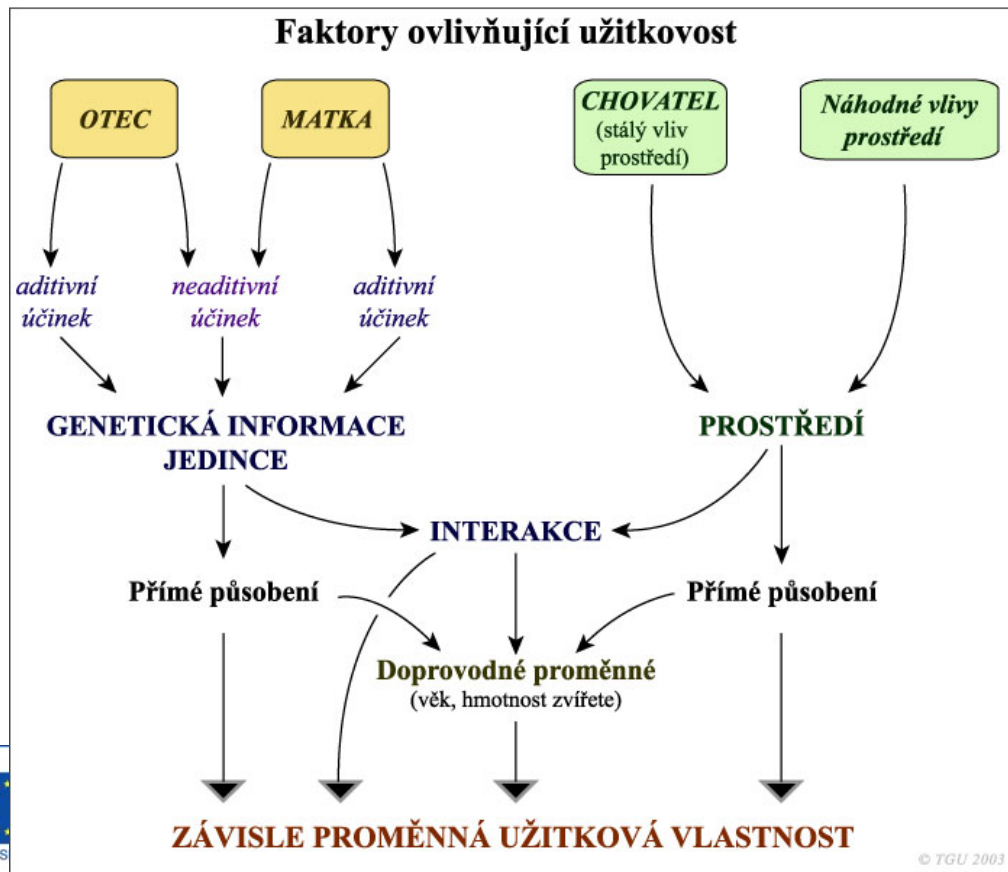 Faktory ovlivňující užitkovost
OTEC
MATKA
CHOVATEL
(stálý vliv
prostředí)
Náhodné vlivy
prostředí
aditivní
účinek
neaditivní
účinek
aditivní
účinek
GENETICKÁ INFORMACE
JEDINCE
PROSTŘEDÍ
INTERAKCE
Přímé působení
Přímé působení
Doprovodné proměnné
(věk, hmotnost zvířete)
ZÁVISLE PROMĚNNÁ UŽITKOVÁ VLASTNOST
© TGU 2003